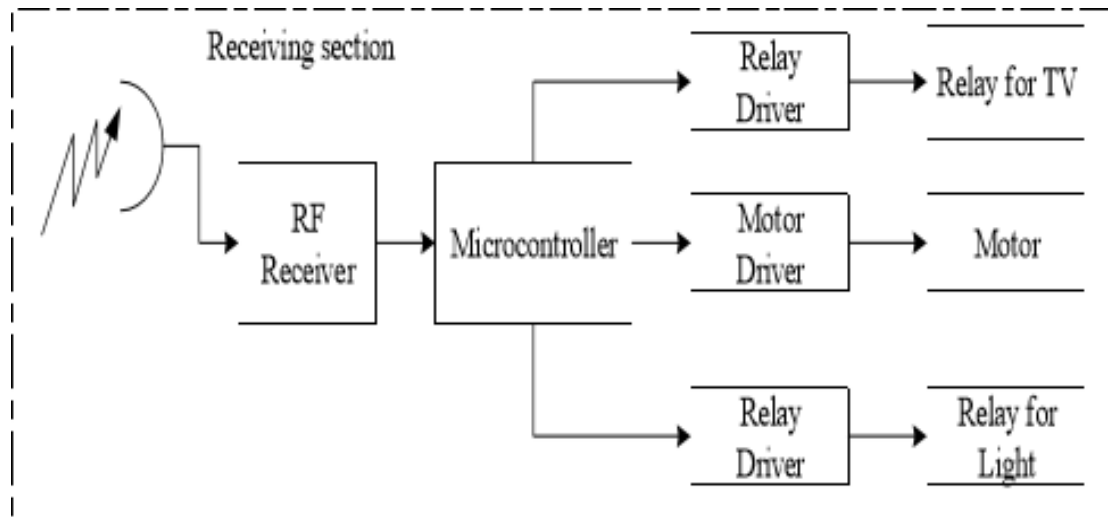 Receiving section
Relay
Driver
Relay for TV
RF
Receiver
Microcontroller
Motor
Driver
Motor
Relay
Driver
Relay for
Light